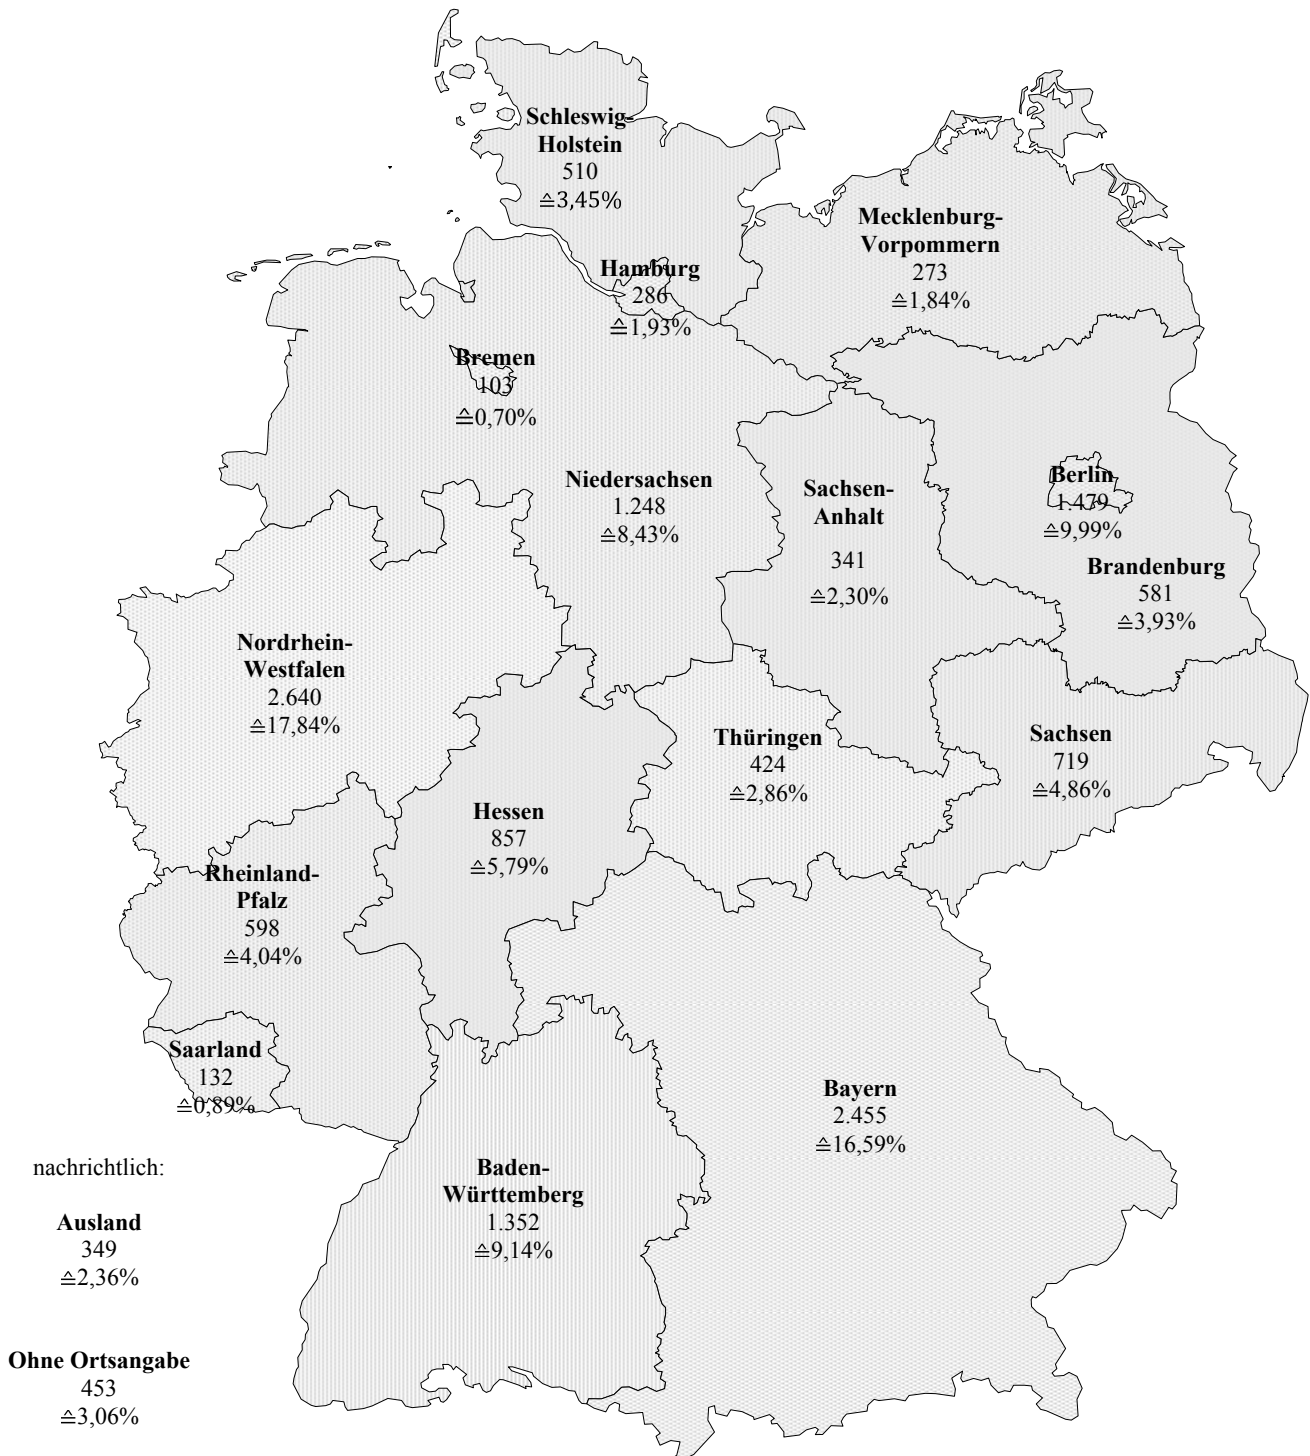 Schleswig-
Holstein
510
≙3,45%
Mecklenburg-
Vorpommern
273
≙1,84%
Hamburg
286
≙1,93%
Bremen
103
≙0,70%
Niedersachsen
1.248
≙8,43%
Sachsen-
Anhalt
341
≙2,30%
Berlin
1.479
≙9,99%
Brandenburg
581
≙3,93%
Nordrhein-
Westfalen
2.640
≙17,84%
Thüringen
424
≙2,86%
Sachsen
719
≙4,86%
Hessen
857
≙5,79%
Rheinland-
Pfalz
598
≙4,04%
Saarland
132
≙0,89%
Bayern
2.455
≙16,59%
Baden-
Württemberg
1.352
≙9,14%
nachrichtlich:
Ausland
349
≙2,36%
Ohne Ortsangabe
453
≙3,06%